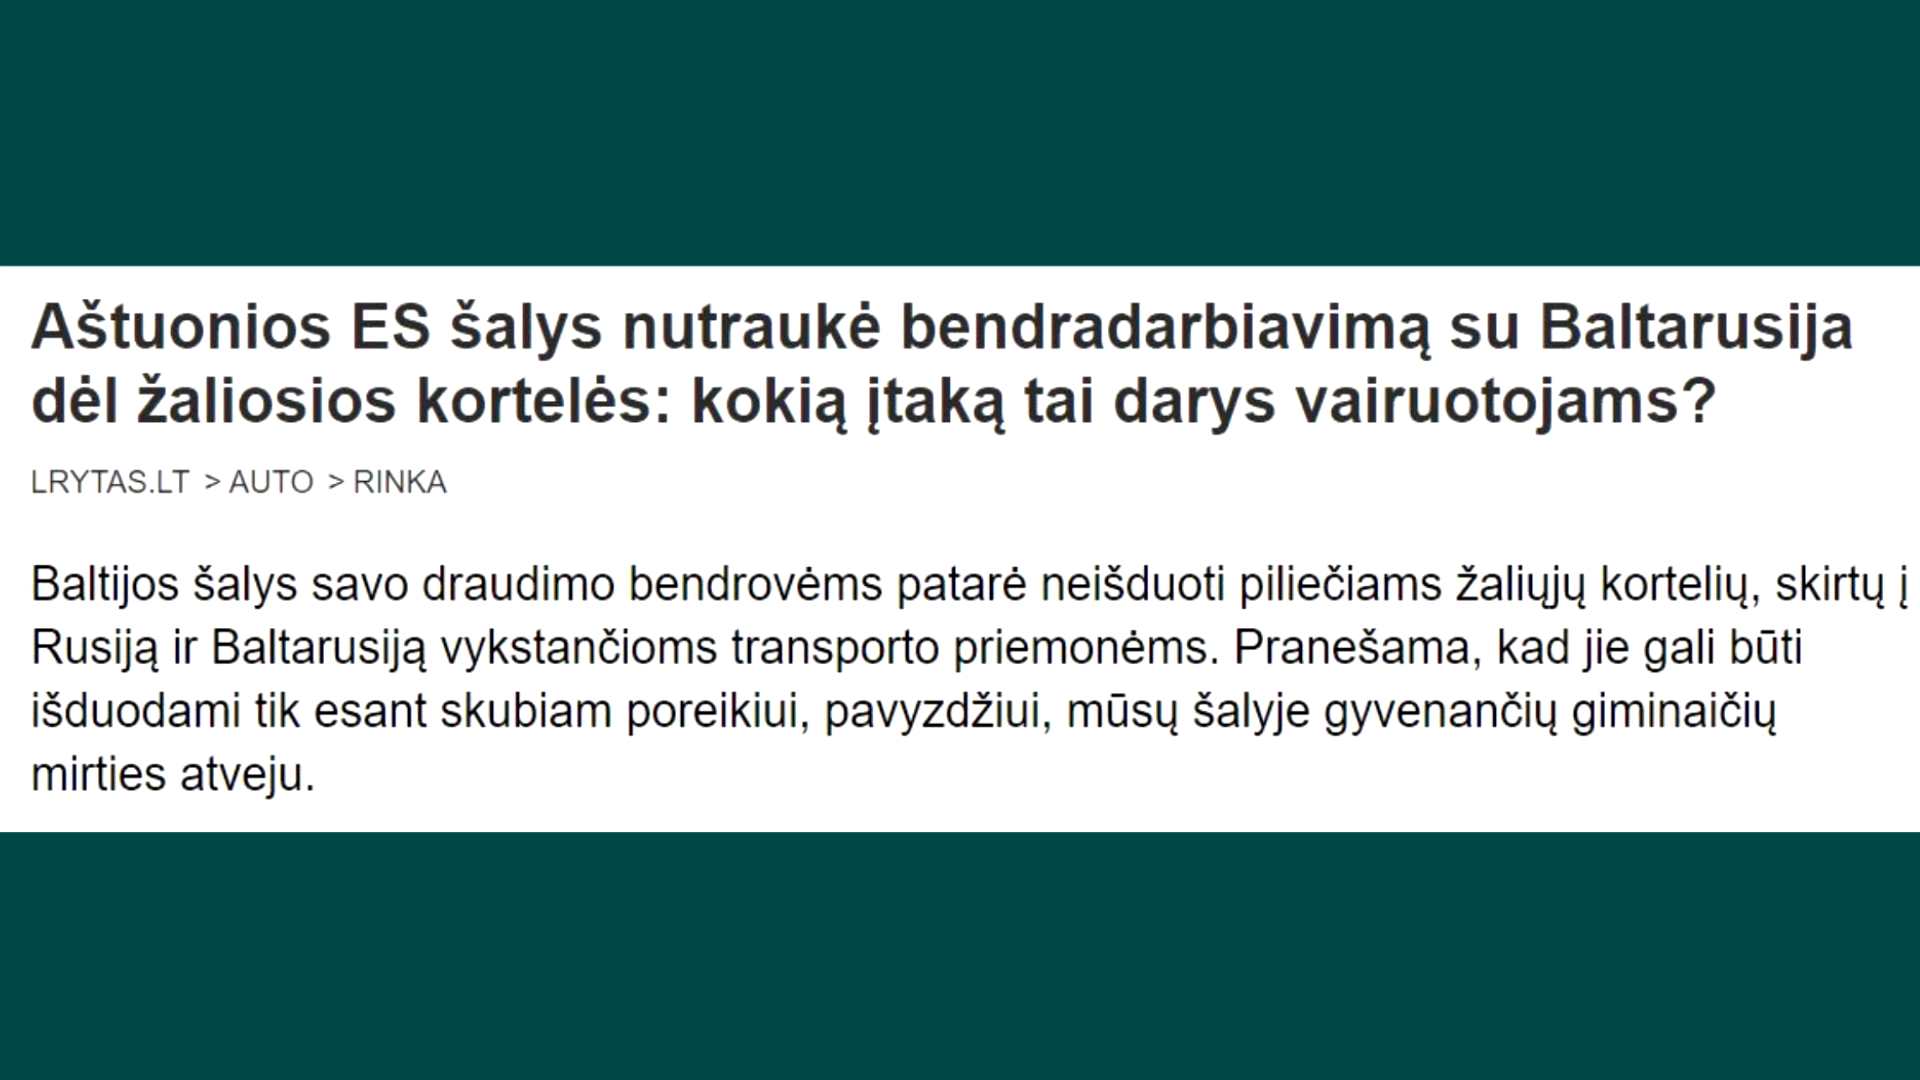 Aštuonios ES šalys nutraukė bendradarbiavimą su Baltarusija
dėl žaliosios kortelės: kokią įtaką tai darys vairuotojams?
LRYTAS.LT > AUTO > RINKA
Baltijos šalys savo draudimo bendrovėms patarė neišduoti piliečiams žaliųjų kortelių, skirtų į
Rusiją ir Baltarusiją vykstančioms transporto priemonėms. Pranešama, kad jie gali būti
išduodami tik esant skubiam poreikiui, pavyzdžiui, mūsų šalyje gyvenančių giminaičių
mirties atveju.